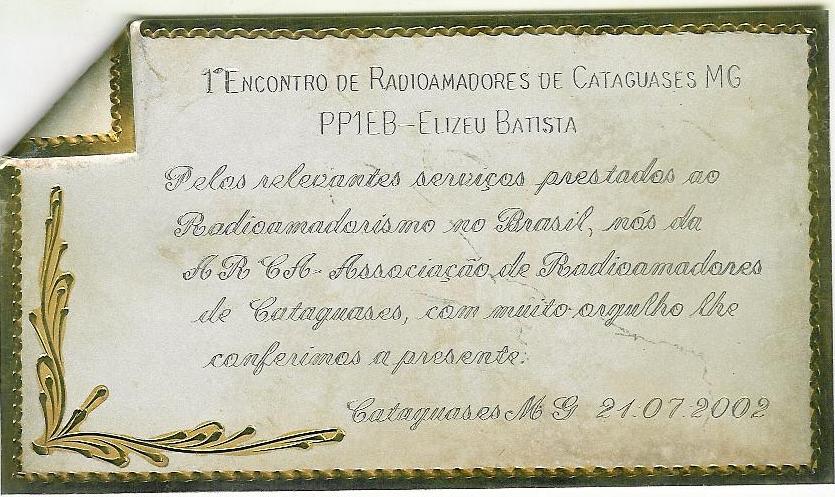 1º ENCONTRO DE RADIOAMADORES DE CATAGUASES MG
PP1EB - ELIZEU BATISTA
Pelos relevantes serviços prestados ao
Radioamadorismo no Brasil, nós da
ARCA - Associação de Radioamadores
de Cataguases, com muito orgulho lhe
conferimos a presente.
Cataguases MG 21.07.2002